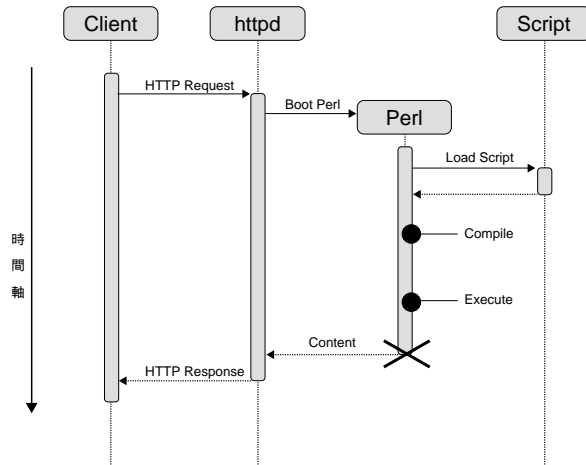 Client
httpd
Script
HTTP Request
Boot Perl
Perl
Load Script
時間軸
Compile
Execute
Content
HTTP Response